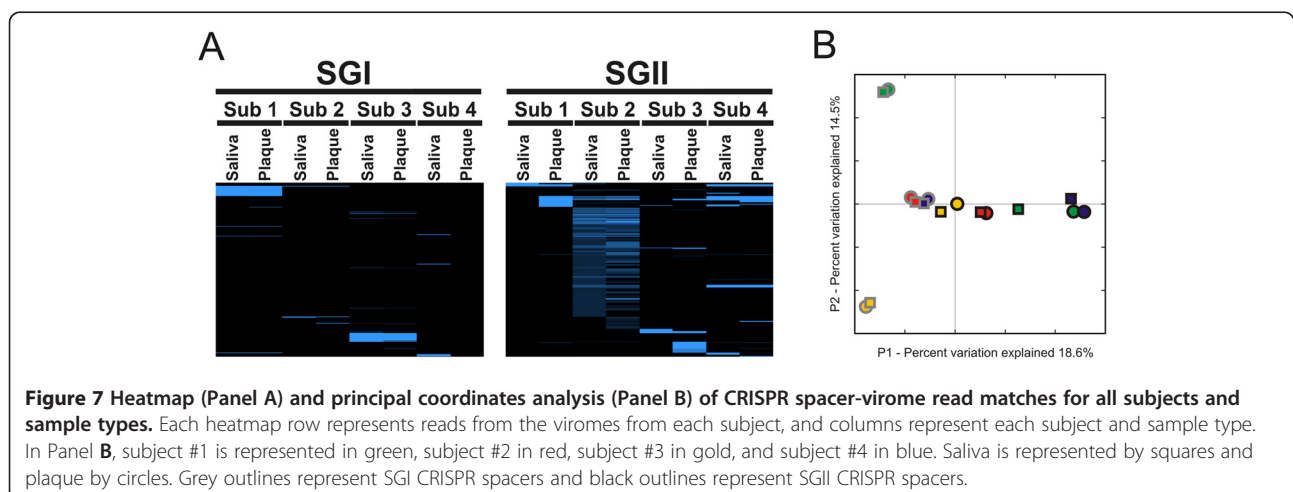 A
B
SGI
SGII
Sub 1 Sub 2 Sub 3 Sub 4
Sub 1 Sub 2 Sub 3 Sub 4
Saliva Plaque Saliva Plaque Saliva Plaque Saliva Plaque
Saliva Plaque Saliva Plaque Saliva Plaque Saliva Plaque
P2 - Percent variation explained 14.5%
P1 - Percent variation explained 18.6%
Figure 7 Heatmap (Panel A) and principal coordinates analysis (Panel B) of CRISPR spacer-virome read matches for all subjects and
sample types. Each heatmap row represents reads from the viromes from each subject, and columns represent each subject and sample type.
In Panel B, subject #1 is represented in green, subject #2 in red, subject #3 in gold, and subject #4 in blue. Saliva is represented by squares and
plaque by circles. Grey outlines represent SGI CRISPR spacers and black outlines represent SGII CRISPR spacers.